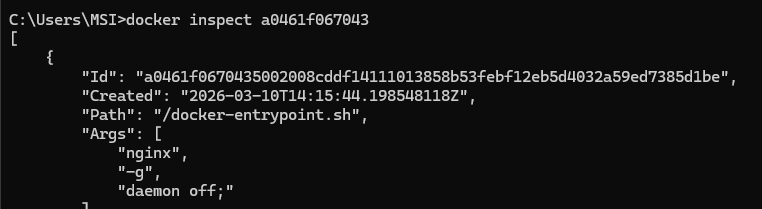 C:\Users\MSI>docker inspect a0461f067043
[
    {
        "Id": "a0461f0670435002008cddf14111013858b53febf12eb5d4032a59ed7385d1be",
        "Created": "2026-03-10T14:15:44.198548118Z",
        "Path": "/docker-entrypoint.sh",
        "Args": [
            "nginx",
            "-g",
            "daemon off;"
        ]